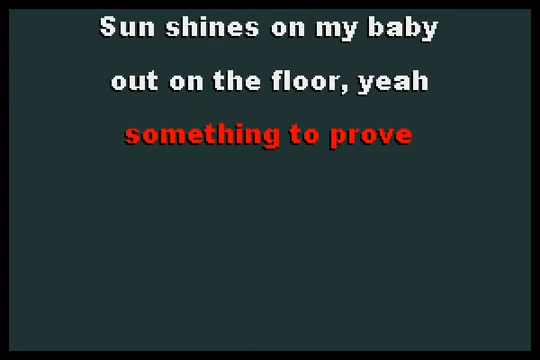 Sun shines on my baby
out on the floor, yeah
something to prove